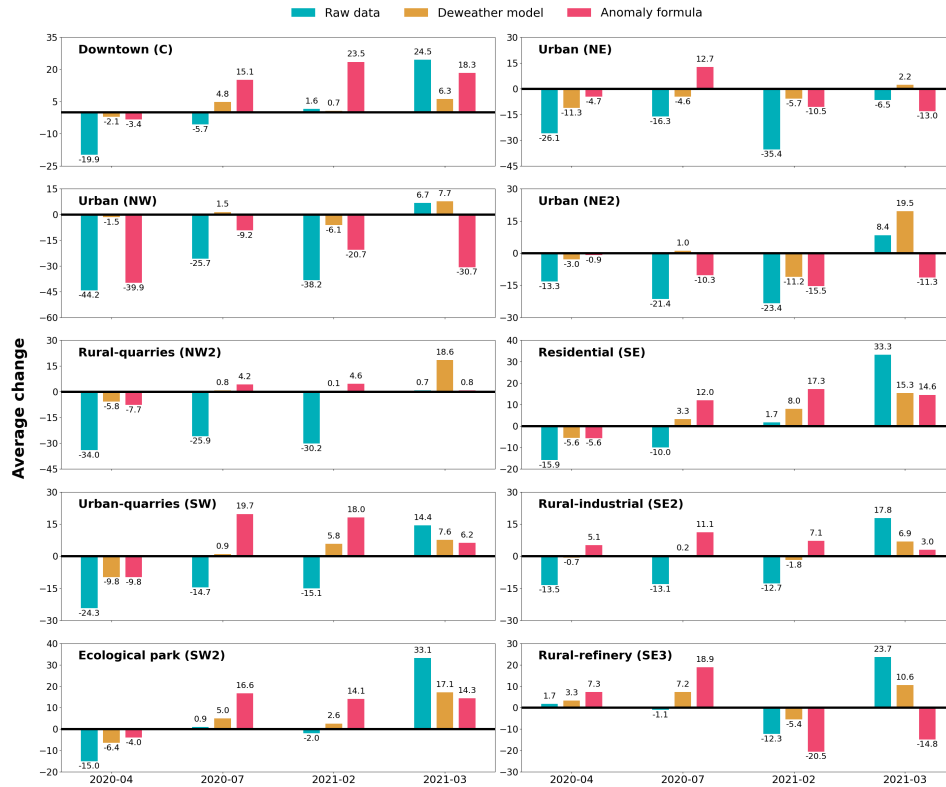 Raw data Deweather model Anomaly formula
Average change
Downtown (C)
35
20
5
-10
-25
-19.9 -2.1 -3.4
-5.7 4.8 15.1
1.6 0.7 23.5
24.5 6.3 18.3
Urban (NE)
30
15
0
-15
-30
-45
-26.1 -11.3 -4.7
-16.3 -4.6 12.7
-35.4 -5.7 -10.5
-6.5 2.2 -13.0
Urban (NW)
15
0
-15
-30
-45
-60
-44.2 -1.5 -39.9
-25.7 1.5 -9.2
-38.2 -6.1 -20.7
6.7 7.7 -30.7
Urban (NE2)
30
15
0
-15
-30
-13.3 -3.0 -0.9
-21.4 1.0 -10.3
-23.4 -11.2 -15.5
8.4 19.5 -11.3
Rural-quarries (NW2)
30
15
0
-15
-30
-45
-34.0 -5.8 -7.7
-25.9 0.8 4.2
-30.2 0.1 4.6
0.7 18.6 0.8
Residential (SE)
40
30
20
10
0
-10
-20
-15.9 -5.6 -5.6
-10.0 3.3 12.0
1.7 8.0 17.3
33.3 15.3 14.6
Urban-quarries (SW)
30
15
0
-15
-30
-24.3 -9.8 -9.8
-14.7 0.9 19.7
-15.1 5.8 18.0
14.4 7.6 6.2
Rural-industrial (SE2)
30
15
0
-15
-30
-13.5 -0.7 5.1
-13.1 0.2 11.1
-12.7 -1.8 7.1
17.8 6.9 3.0
Ecological park (SW2)
40
30
20
10
0
-10
-20
-15.0 -6.4 -4.0
0.9 5.0 16.6
-2.0 2.6 14.1
33.1 17.1 14.3
2020-04 2020-07 2021-02 2021-03
Rural-refinery (SE3)
30
20
10
0
-10
-20
-30
1.7 3.3 7.3
-1.1 7.2 18.9
-12.3 -5.4 -20.5
23.7 10.6 -14.8
2020-04 2020-07 2021-02 2021-03